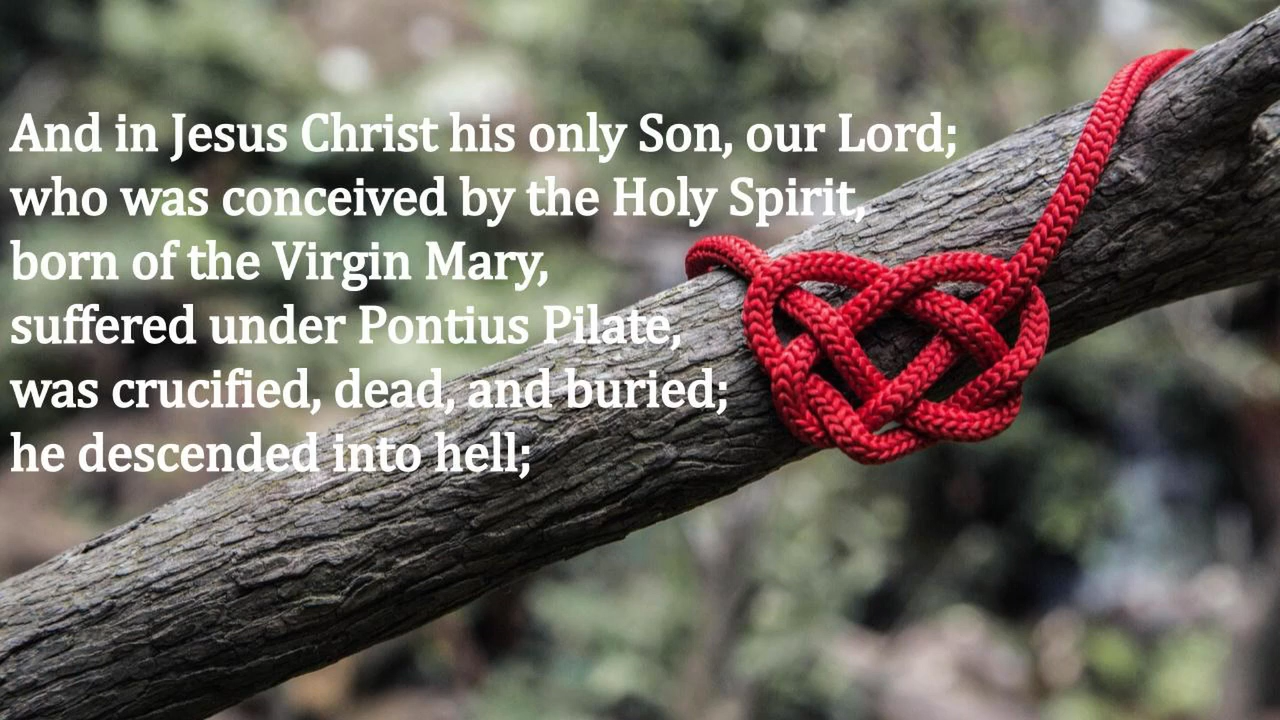 And in Jesus Christ his only Son, our Lord;
who was conceived by the Holy Spirit,
born of the Virgin Mary,
suffered under Pontius Pilate,
was crucified, dead, and buried;
he descended into hell;